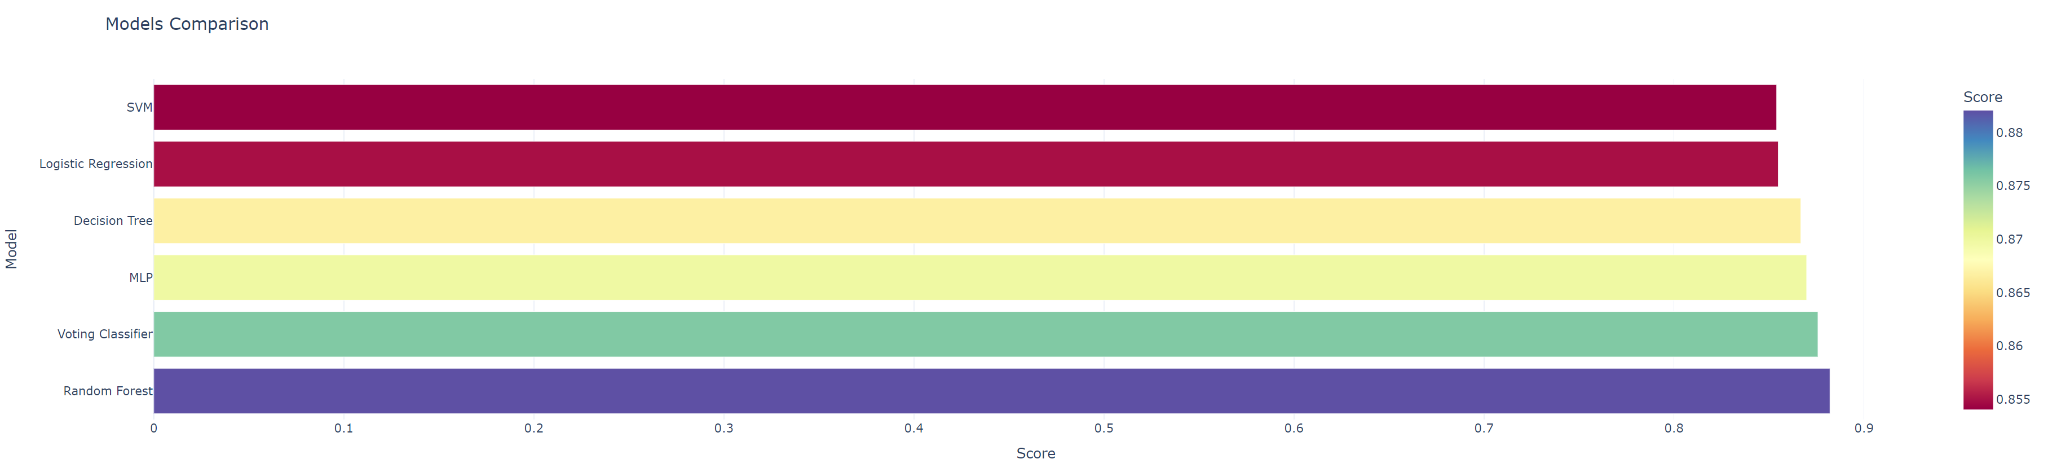 Models Comparison
SVM
Logistic Regression
Decision Tree
MLP
Voting Classifier
Random Forest
Model
0 0.1 0.2 0.3 0.4 0.5 0.6 0.7 0.8 0.9
Score
Score
0.88
0.875
0.87
0.865
0.86
0.855